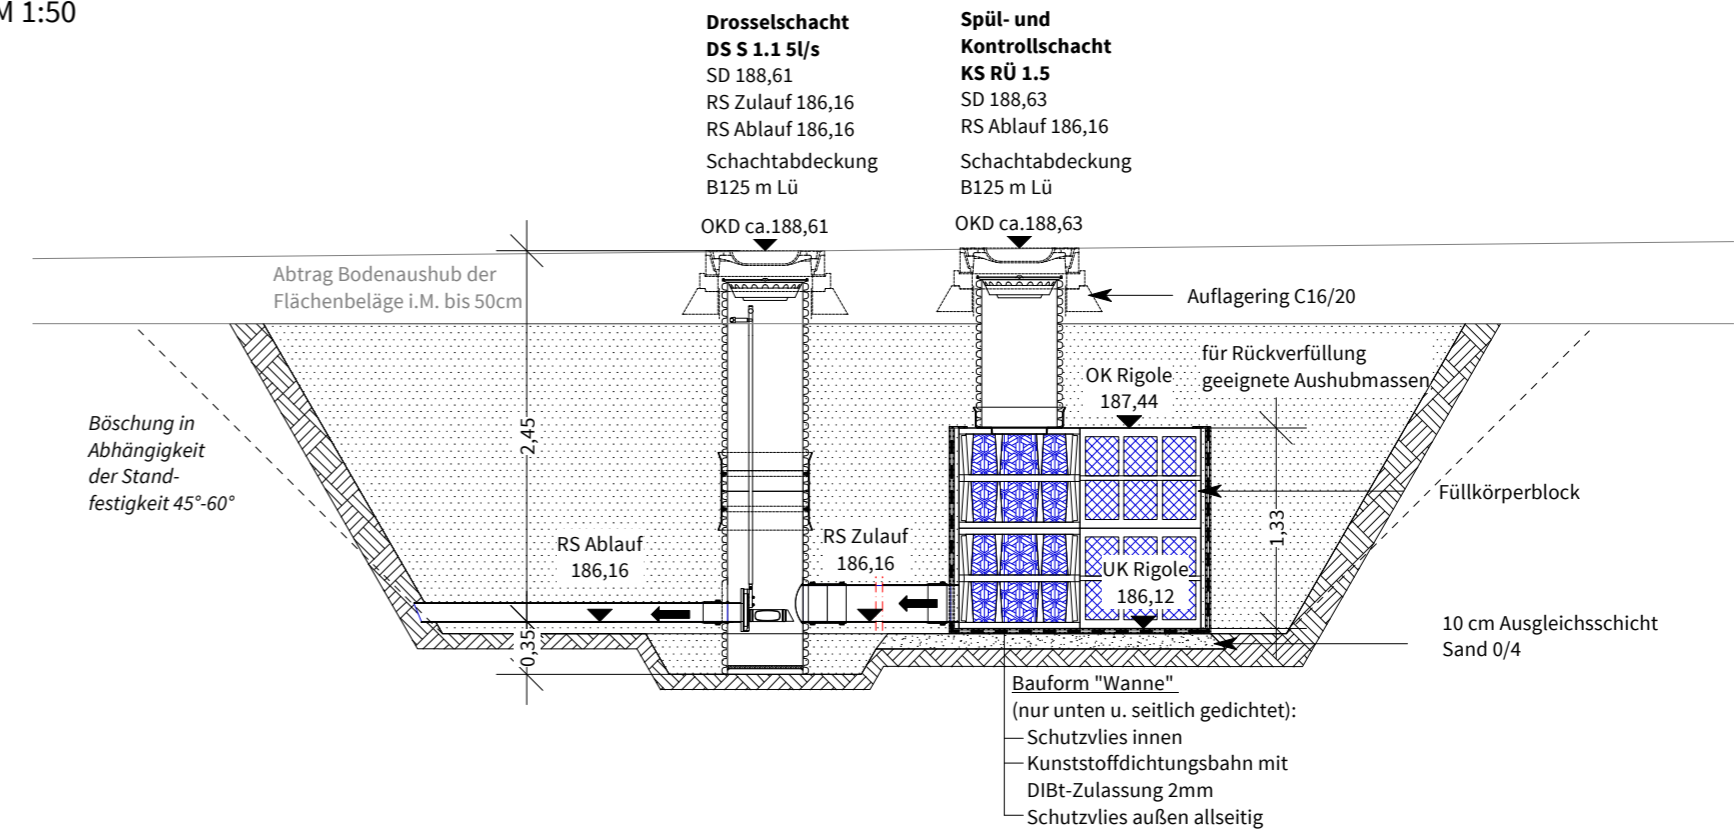 M 1:50
Drosselschacht
DS S 1.1 5l/s
SD 188,61
RS Zulauf 186,16
RS Ablauf 186,16
Schachtabdeckung
B125 m Lü
OKD ca.188,61
Spül- und
Kontrollschacht
KS RÜ 1.5
SD 188,63
RS Ablauf 186,16
Schachtabdeckung
B125 m Lü
OKD ca.188,63
Abtrag Bodenaushub der
Flächenbeläge i.M. bis 50cm
Auflagering C16/20
für Rückverfüllung
geeignete Aushubmassen
OK Rigole
187,44
Böschung in
Abhängigkeit
der Stand-
festigkeit 45°-60°
2,45
1,33
Füllkörperblock
RS Ablauf
186,16
RS Zulauf
186,16
UK Rigole
186,12
0,35
10 cm Ausgleichsschicht
Sand 0/4
Bauform "Wanne"
(nur unten u. seitlich gedichtet):
Schutzvlies innen
Kunststoffdichtungsbahn mit
DIBt-Zulassung 2mm
Schutzvlies außen allseitig